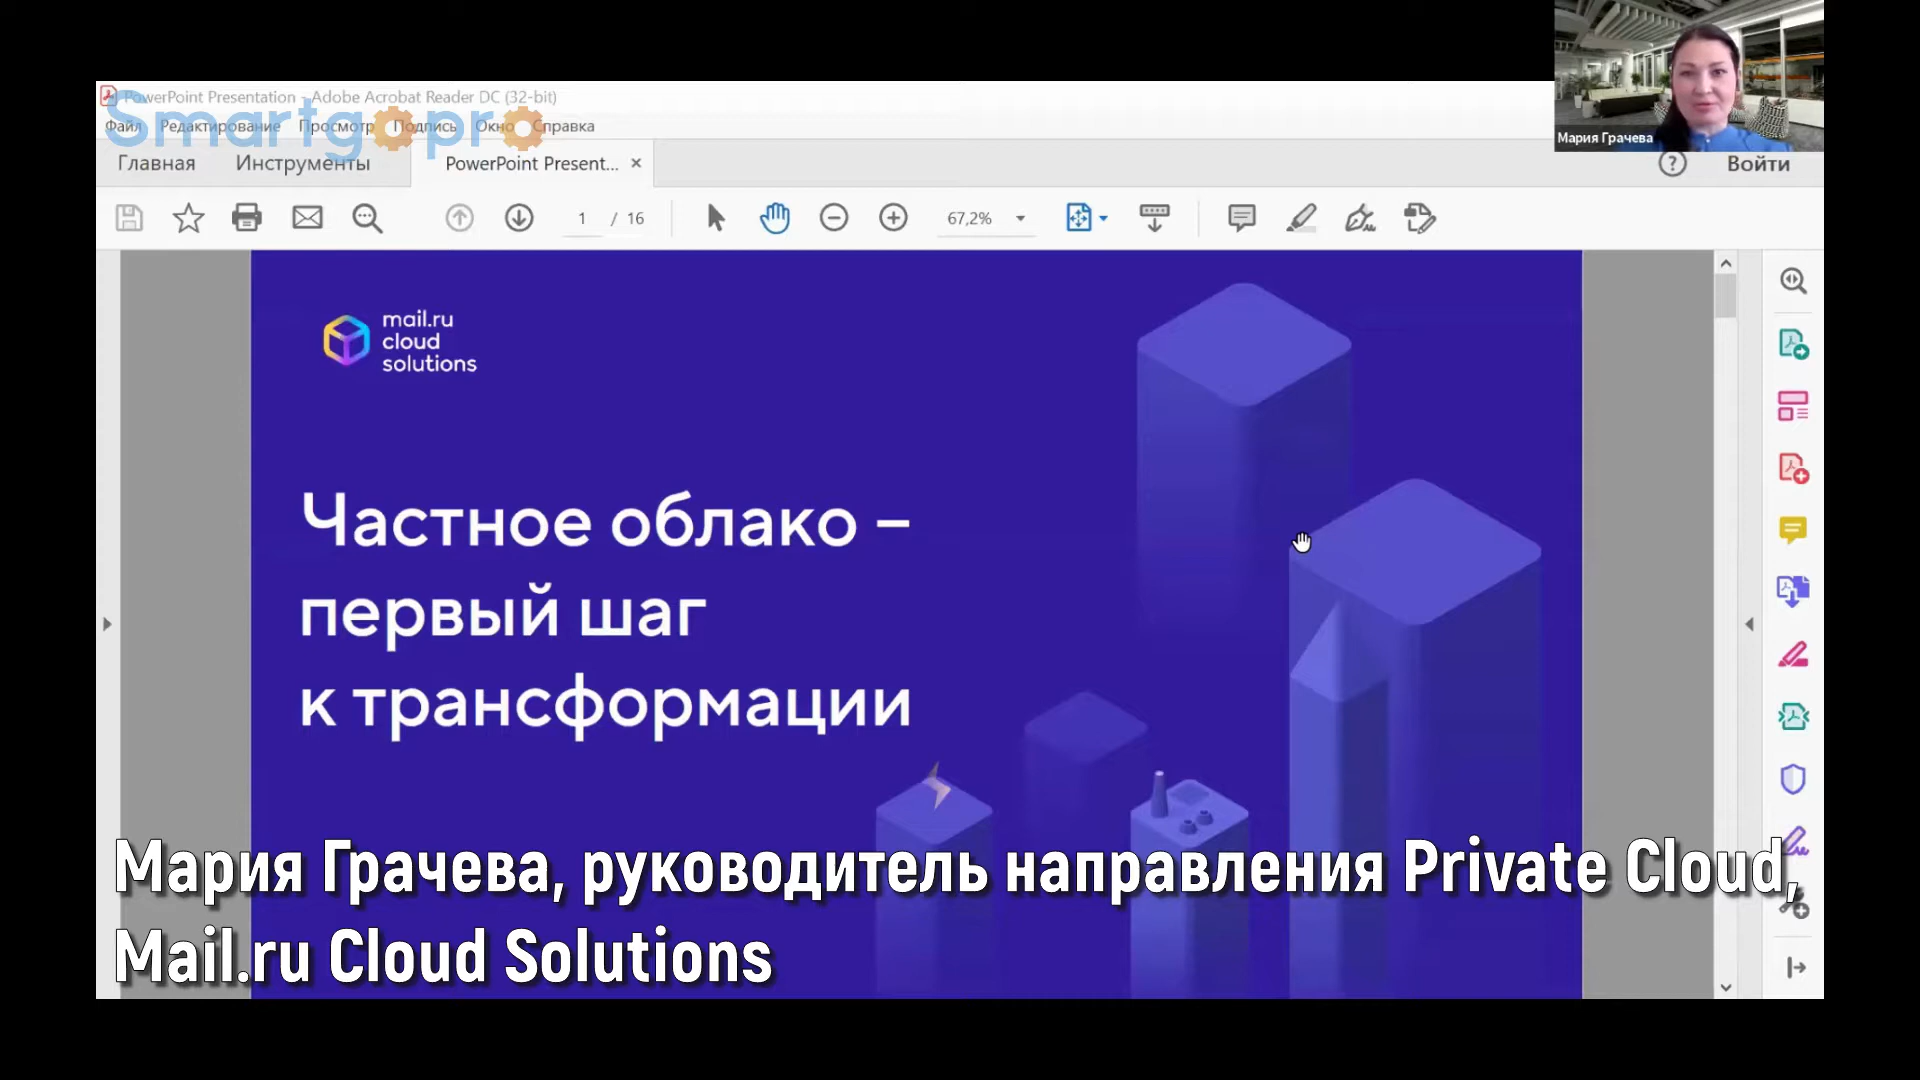 PowerPoint Presentation - Adobe Acrobat Reader DC (32-bit)
Smartgopro
Файл Редактирование Просмотр Подпись Окно Справка
Главная Инструменты PowerPoint Present... ×
Мария Грачева
? Войти
1 / 16 67,2%
mail.ru
cloud
solutions
Частное облако –
первый шаг
к трансформации
Мария Грачева, руководитель направления Private Cloud,
Mail.ru Cloud Solutions